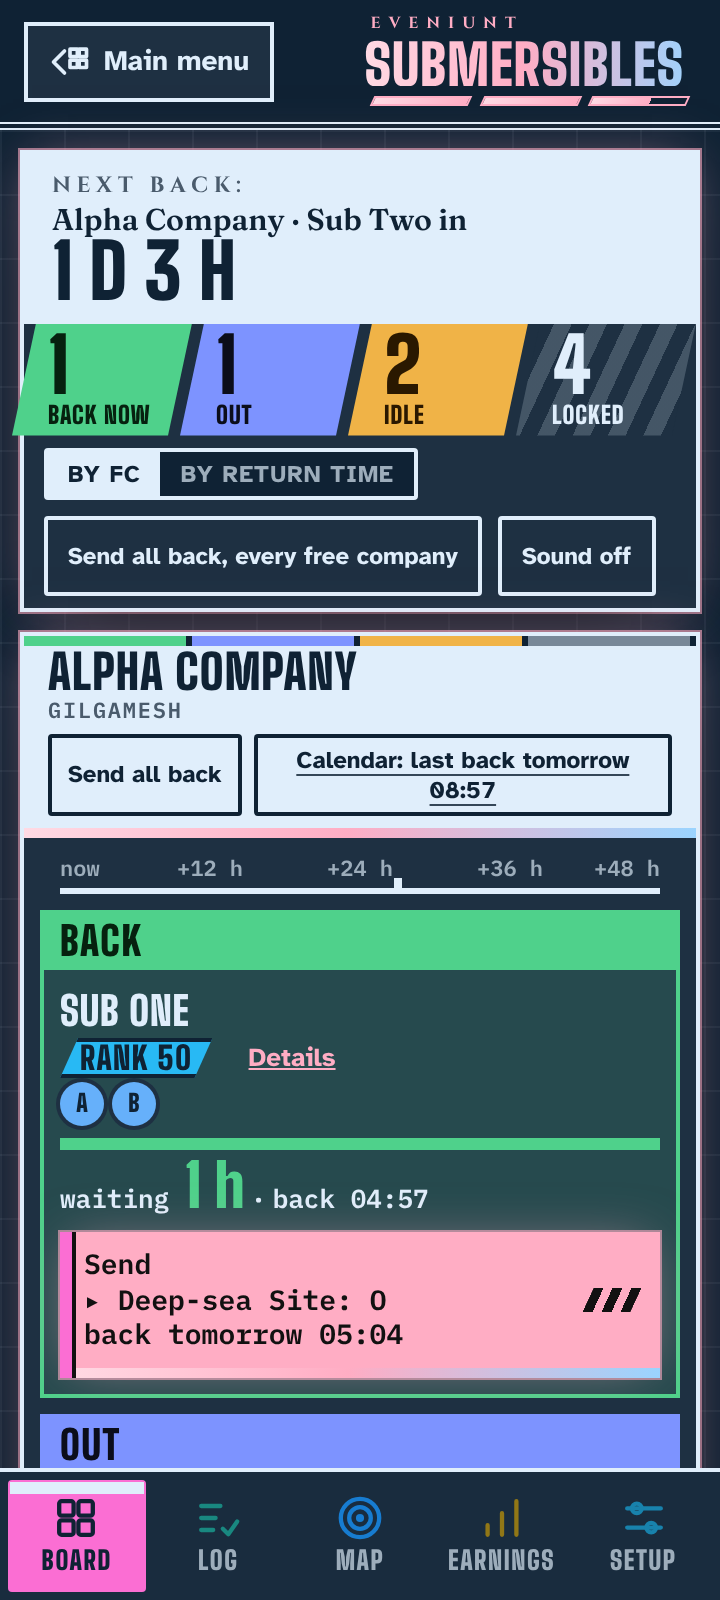 Main menu
EVENIUNT
SUBMERSIBLES
NEXT BACK:
Alpha Company · Sub Two in
1D 3H
1
BACK NOW
1
OUT
2
IDLE
4
LOCKED
BY FC
BY RETURN TIME
Send all back, every free company
Sound off
ALPHA COMPANY
GILGAMESH
Send all back
Calendar: last back tomorrow
08:57
now +12 h +24 h +36 h +48 h
BACK
SUB ONE
RANK 50
Details
A B
waiting 1h · back 04:57
Send
▸ Deep-sea Site: O
back tomorrow 05:04
OUT
BOARD
LOG
MAP
EARNINGS
SETUP